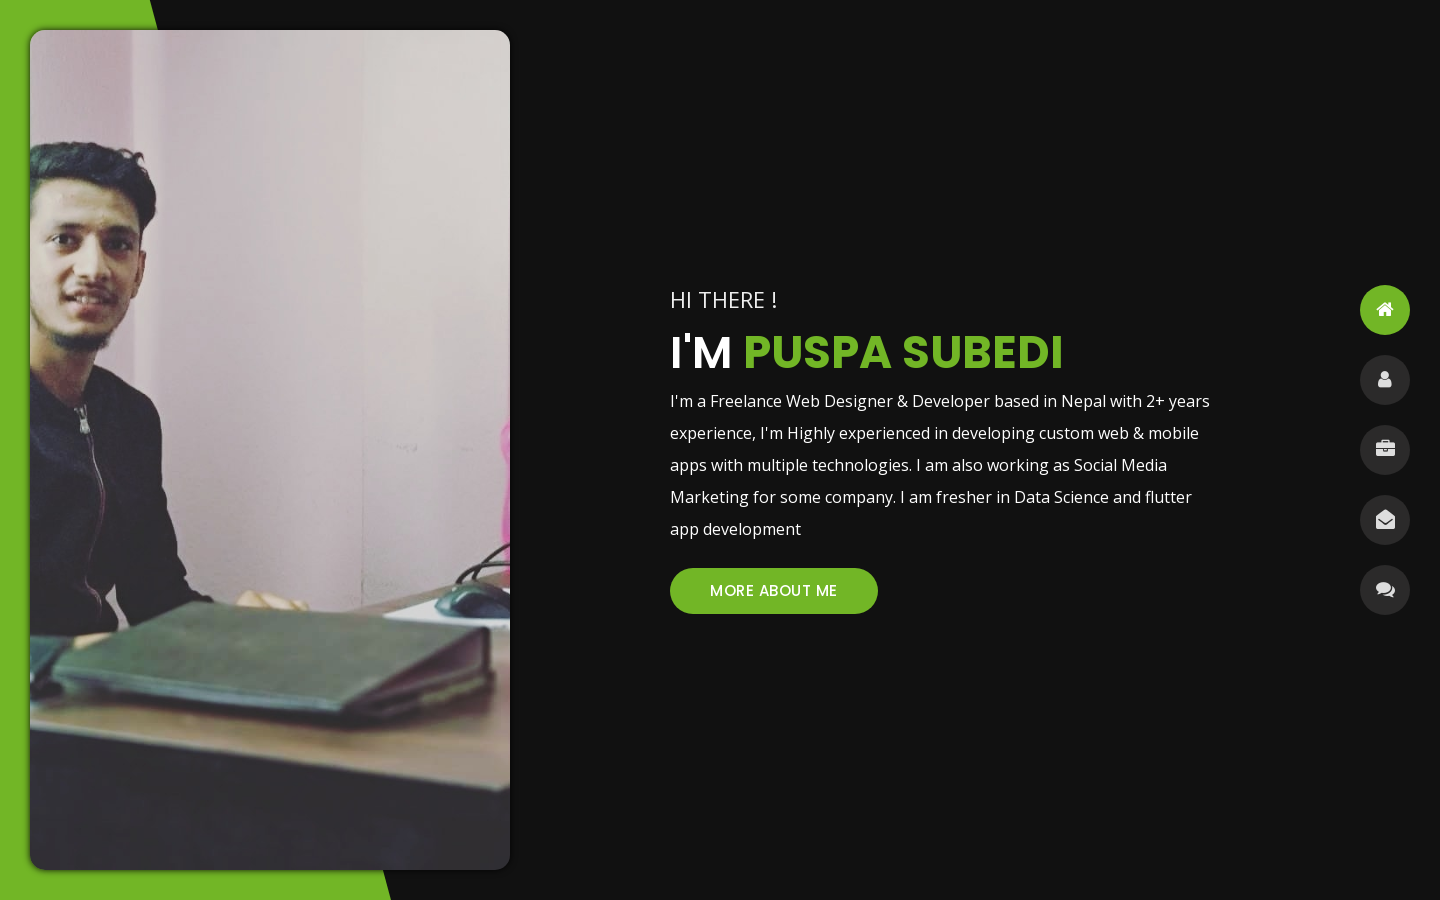 HI THERE !
I'M PUSPA SUBEDI
I'm a Freelance Web Designer & Developer based in Nepal with 2+ years
experience, I'm Highly experienced in developing custom web & mobile
apps with multiple technologies. I am also working as Social Media
Marketing for some company. I am fresher in Data Science and flutter
app development
MORE ABOUT ME